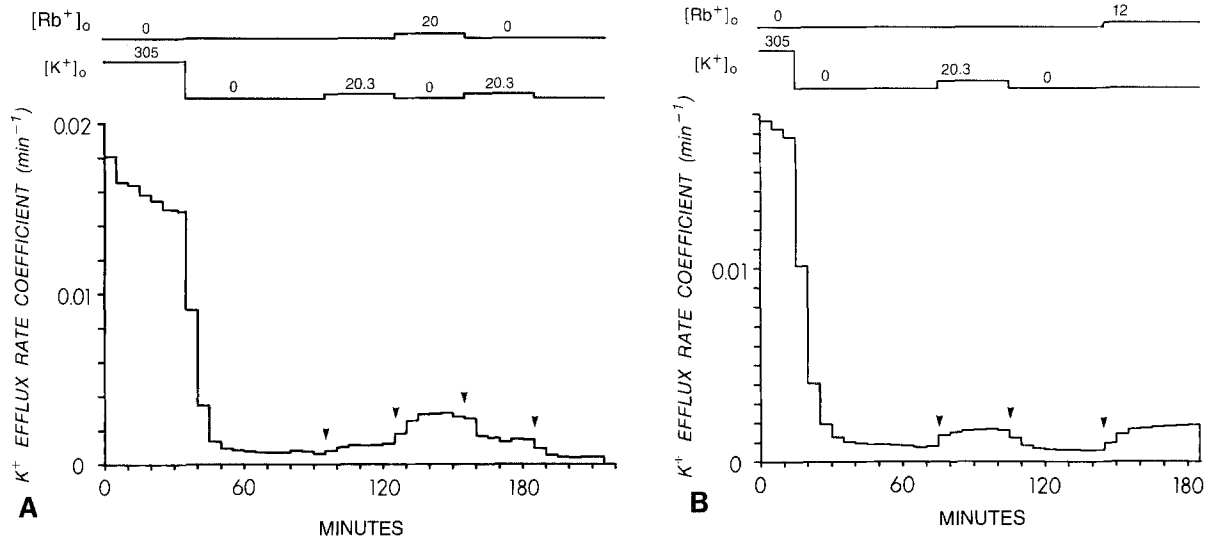 [Rb⁺]ₒ
0
20
0
305
[K⁺]ₒ
0
20.3
0
20.3
K⁺ EFFLUX RATE COEFFICIENT (min⁻¹)
0.02
0.01
0
0
60
120
180
MINUTES
A
[Rb⁺]ₒ
0
12
305
[K⁺]ₒ
0
20.3
0
K⁺ EFFLUX RATE COEFFICIENT (min⁻¹)
0.01
0
0
60
120
180
MINUTES
B